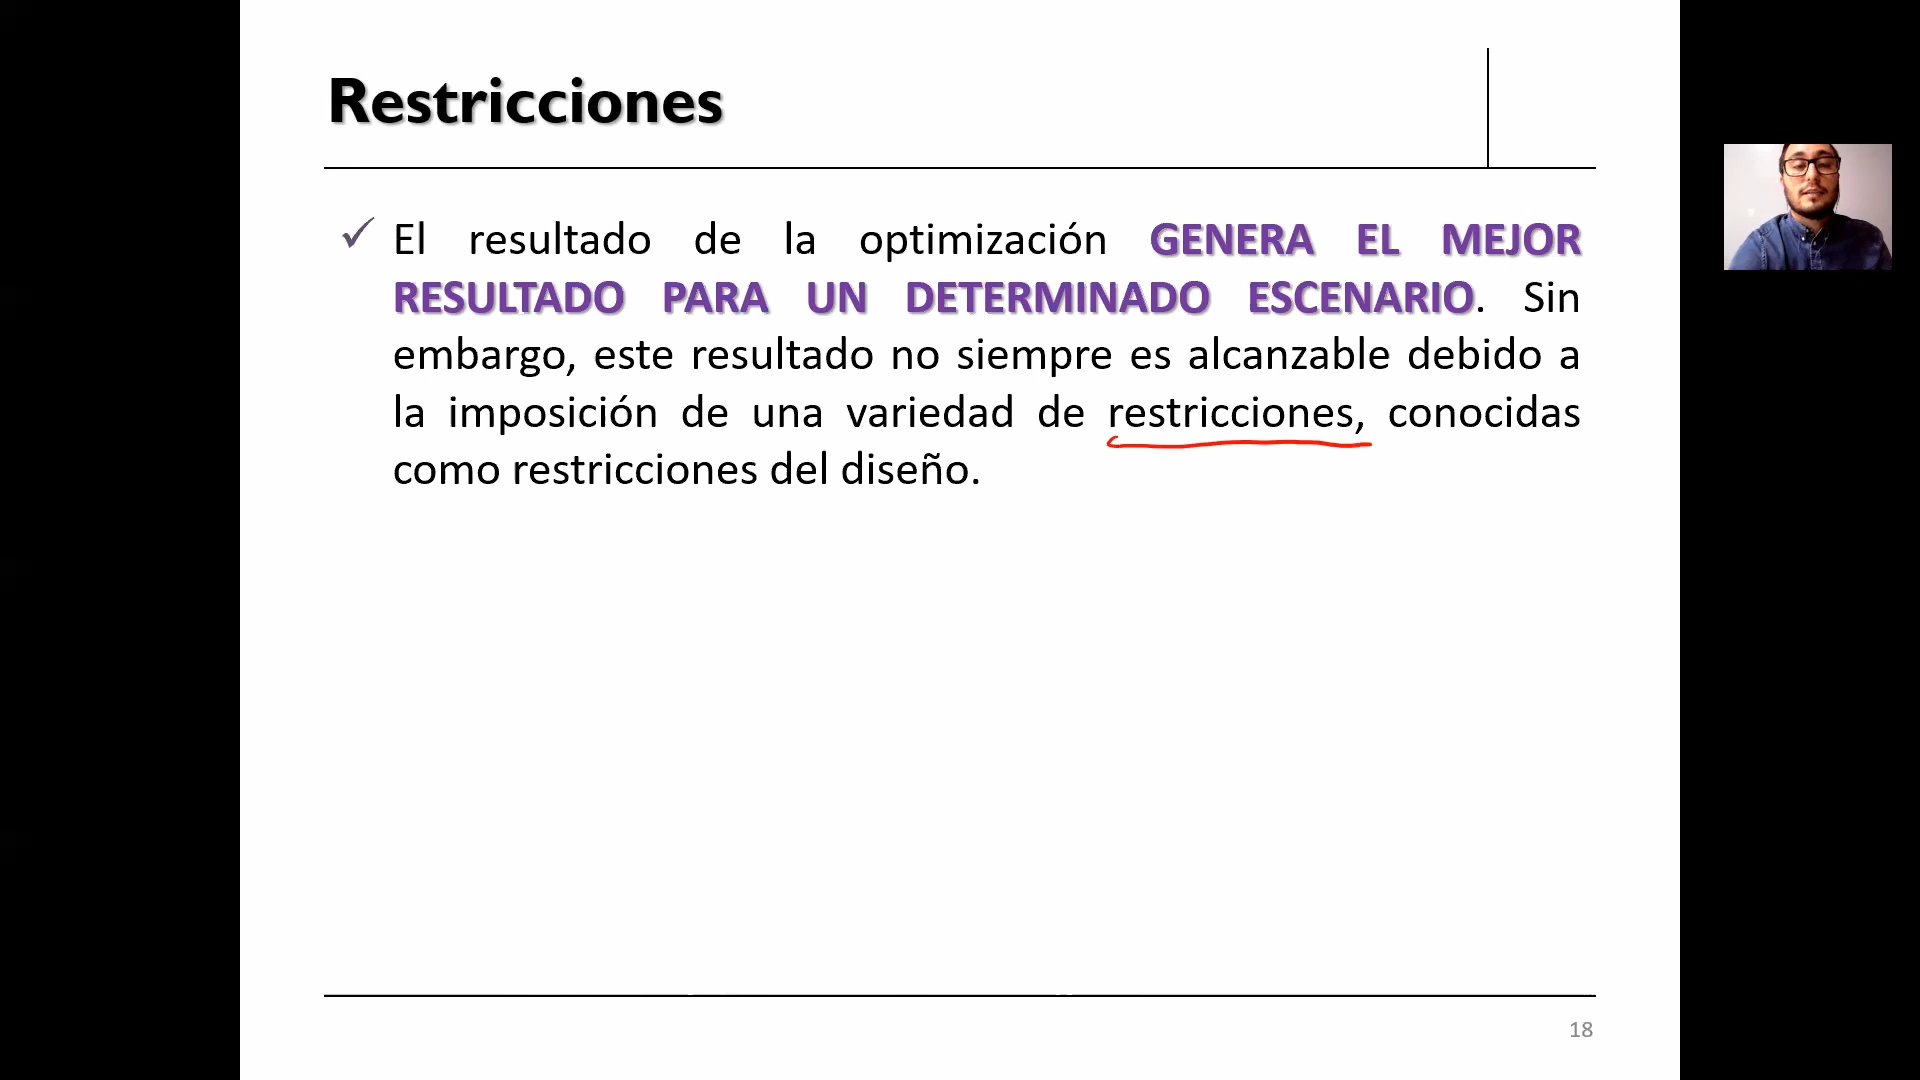 Restricciones
✓ El resultado de la optimización GENERA EL MEJOR
RESULTADO PARA UN DETERMINADO ESCENARIO. Sin
embargo, este resultado no siempre es alcanzable debido a
la imposición de una variedad de restricciones, conocidas
como restricciones del diseño.
18